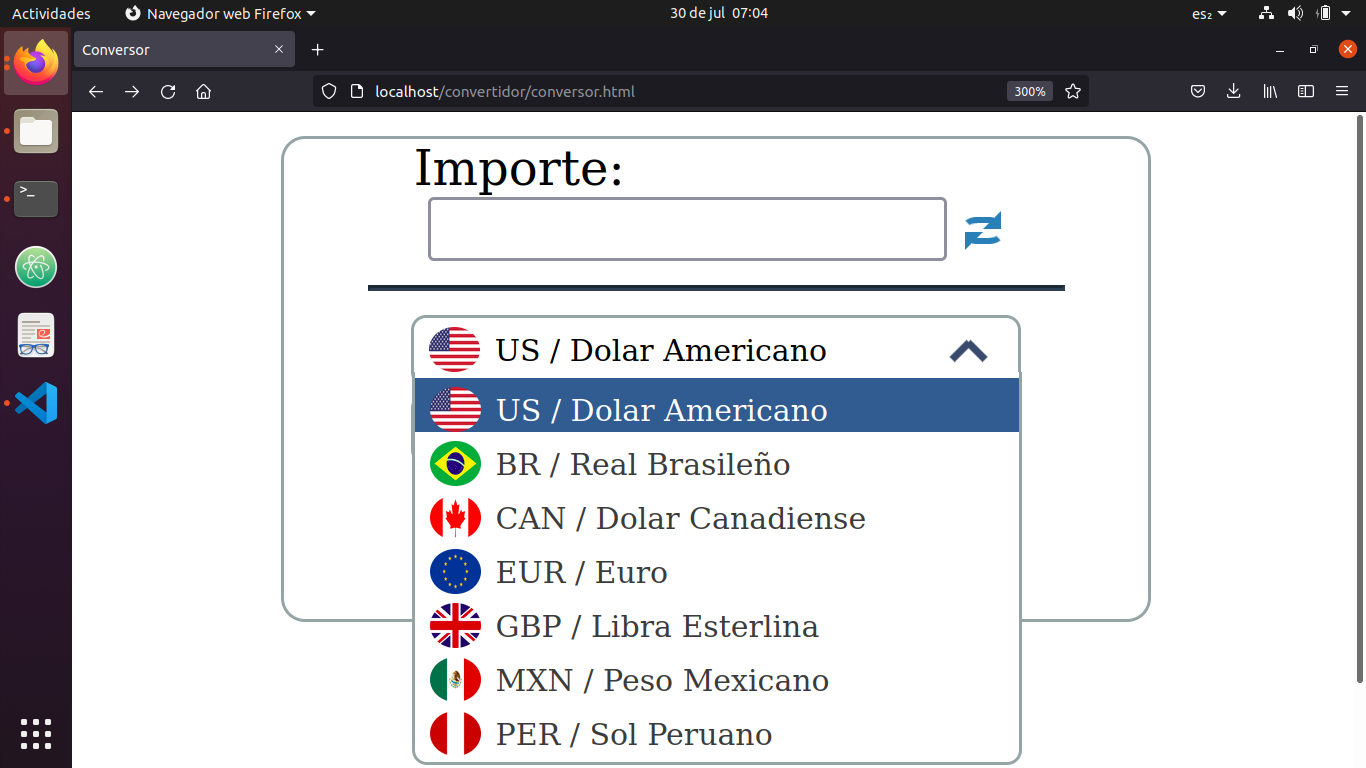 Actividades
Navegador web Firefox
30 de jul 07:04
es₂
Conversor
localhost/convertidor/conversor.html
300%
Importe:
US / Dolar Americano
US / Dolar Americano
BR / Real Brasileño
CAN / Dolar Canadiense
EUR / Euro
GBP / Libra Esterlina
MXN / Peso Mexicano
PER / Sol Peruano